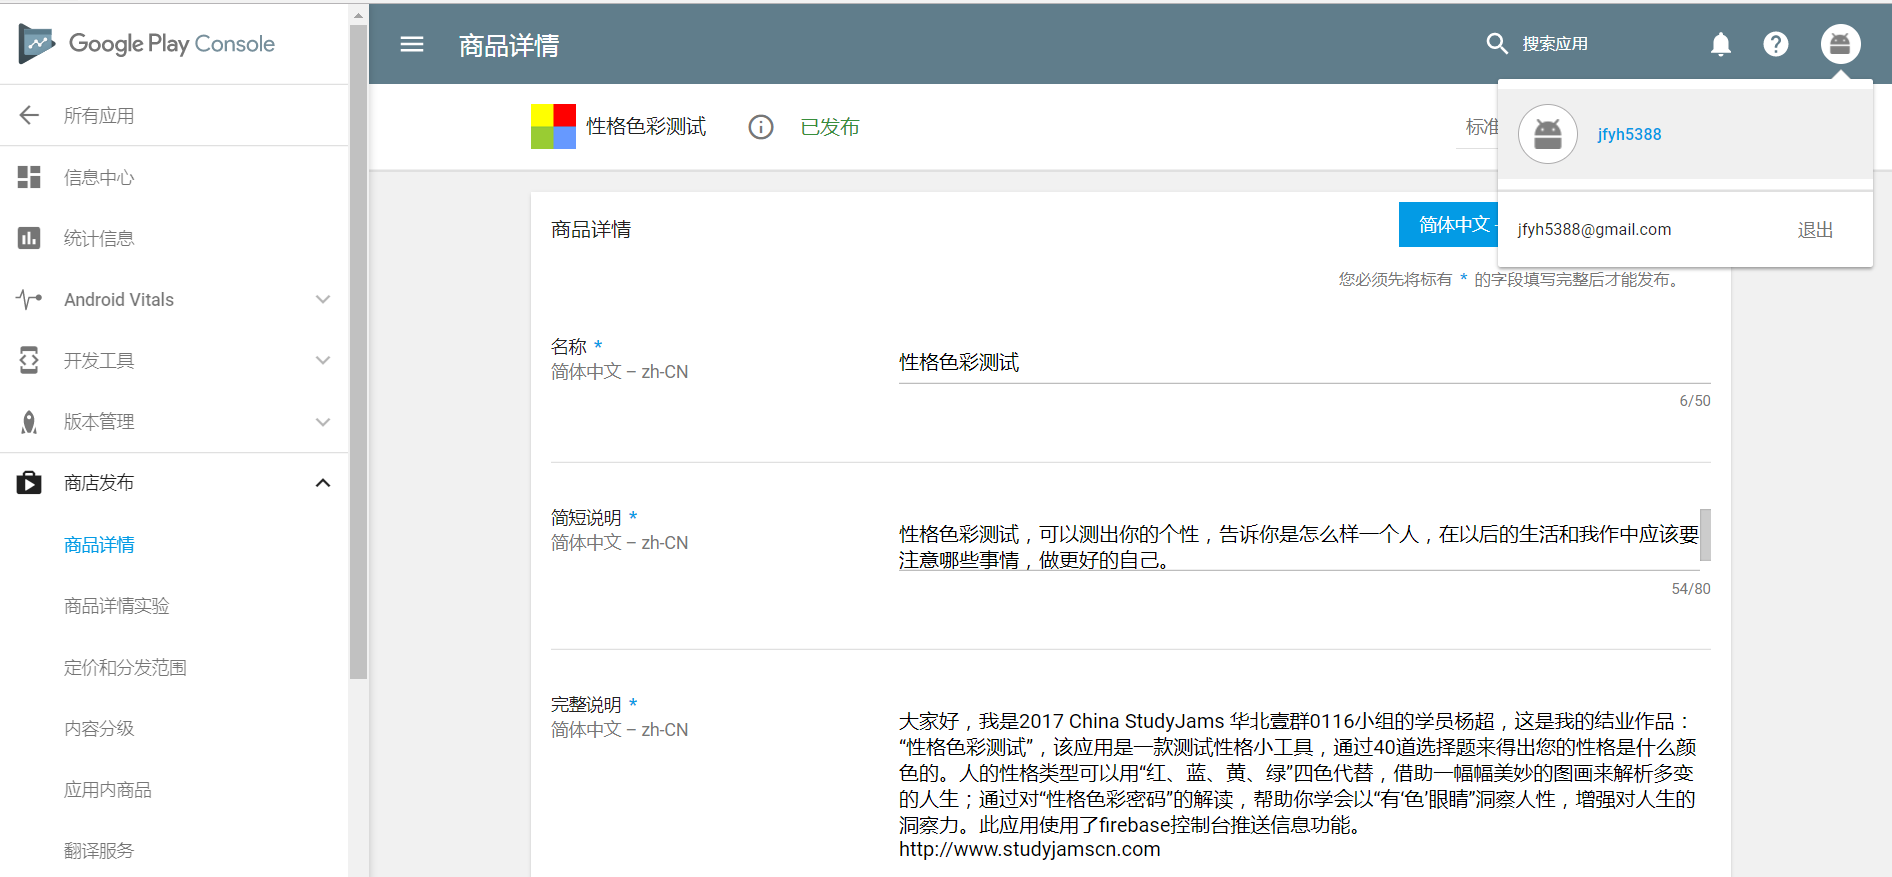 Google Play Console
所有应用
信息中心
统计信息
Android Vitals
开发工具
版本管理
商店发布
商品详情
商品详情实验
定价和分发范围
内容分级
应用内商品
翻译服务
商品详情
搜索应用
性格色彩测试
已发布
标准
jfyh5388
jfyh5388@gmail.com
退出
商品详情
简体中文 -
您必须先将标有 * 的字段填写完整后才能发布。
名称 *
简体中文 – zh-CN
性格色彩测试
6/50
简短说明 *
简体中文 – zh-CN
性格色彩测试，可以测出你的个性，告诉你是怎么样一个人，在以后的生活和我作中应该要
注意哪些事情，做更好的自己。
54/80
完整说明 *
简体中文 – zh-CN
大家好，我是2017 China StudyJams 华北壹群0116小组的学员杨超，这是我的结业作品：
“性格色彩测试”，该应用是一款测试性格小工具，通过40道选择题来得出您的性格是什么颜
色的。人的性格类型可以用“红、蓝、黄、绿”四色代替，借助一幅幅美妙的图画来解析多变
的人生；通过对“性格色彩密码”的解读，帮助你学会以“有‘色’眼睛”洞察人性，增强对人生的
洞察力。此应用使用了firebase控制台推送信息功能。
http://www.studyjamscn.com